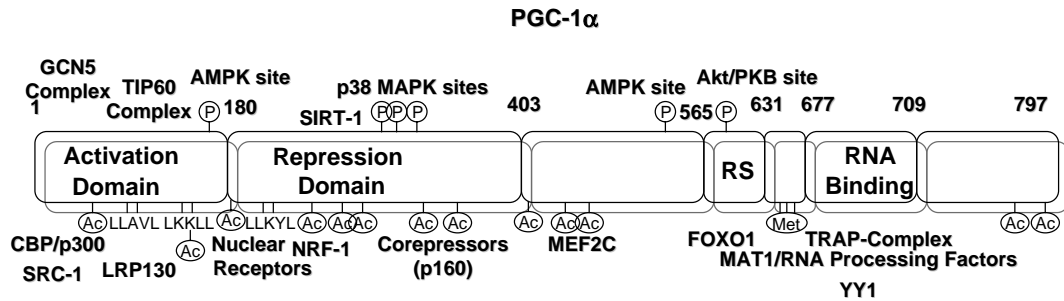 PGC-1α
GCN5
Complex
TIP60
Complex
AMPK site
p38 MAPK sites
AMPK site
Akt/PKB site
1
180
SIRT-1
403
565
631
677
709
797
P
P
P
P
P
P
Activation
Domain
Repression
Domain
RS
RNA
Binding
Ac
LLAVL
LKKLL
Ac
LLKYL
Ac
Ac
Ac
Ac
Ac
Ac
Ac
Ac
Met
Ac
Ac
Ac
CBP/p300
SRC-1
LRP130
Nuclear
Receptors
NRF-1
Corepressors
(p160)
MEF2C
FOXO1
TRAP-Complex
MAT1/RNA Processing Factors
YY1